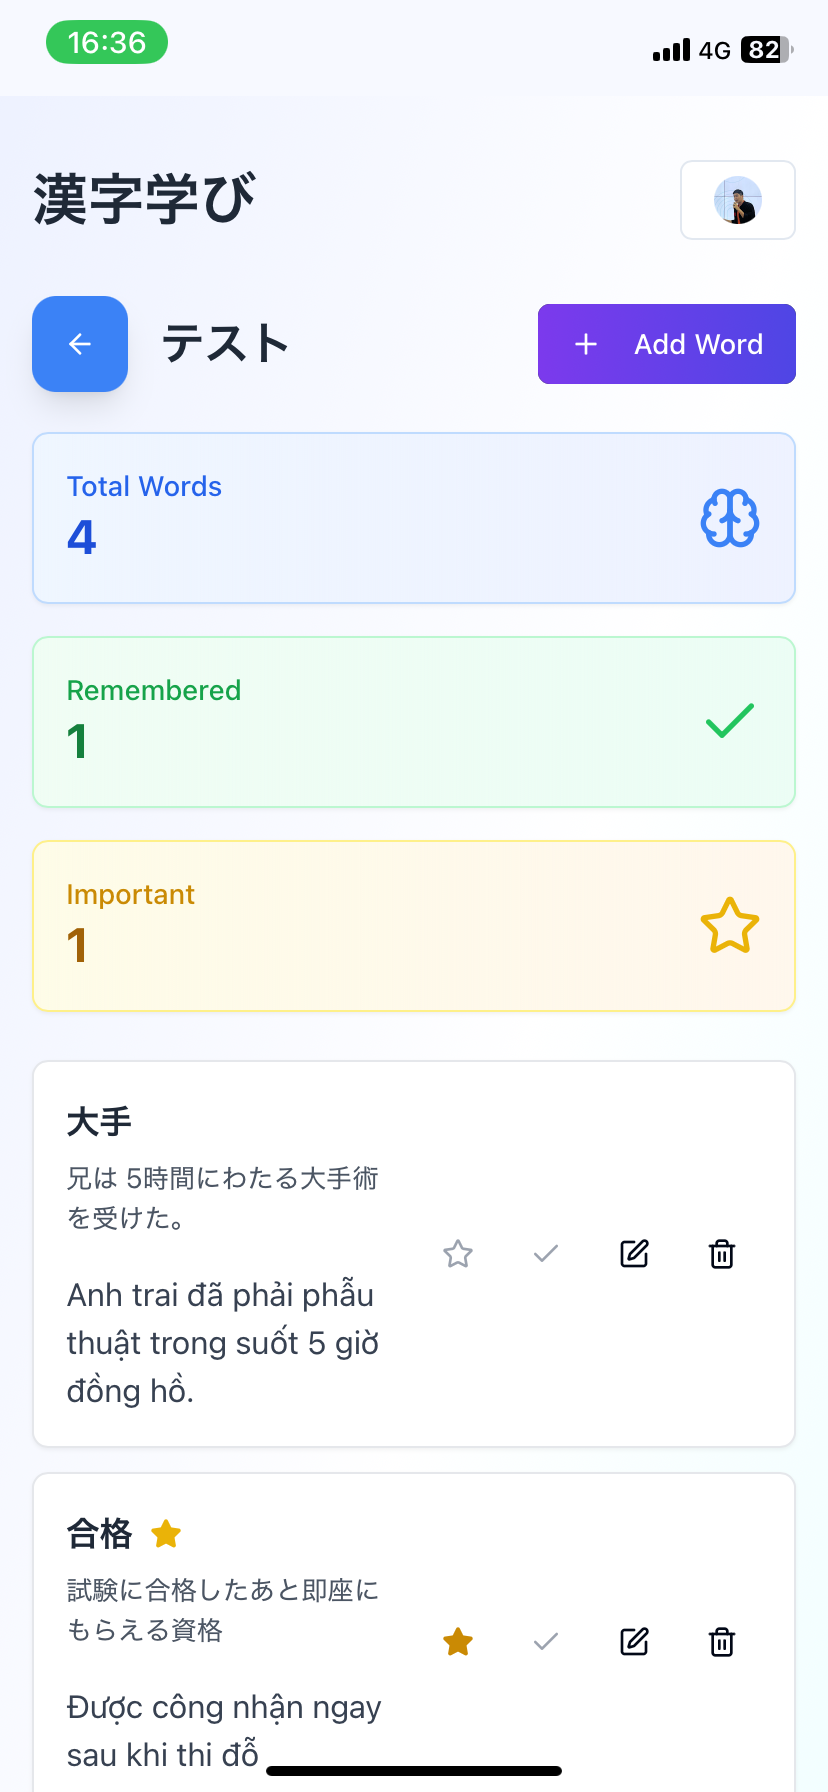 16:36
4G 82
漢字学び
テスト
Add Word
Total Words
4
Remembered
1
Important
1
大手
兄は 5時間にわたる大手術
を受けた。
Anh trai đã phải phẫu
thuật trong suốt 5 giờ
đồng hồ.
合格
試験に合格したあと即座に
もらえる資格
Được công nhận ngay
sau khi thi đỗ